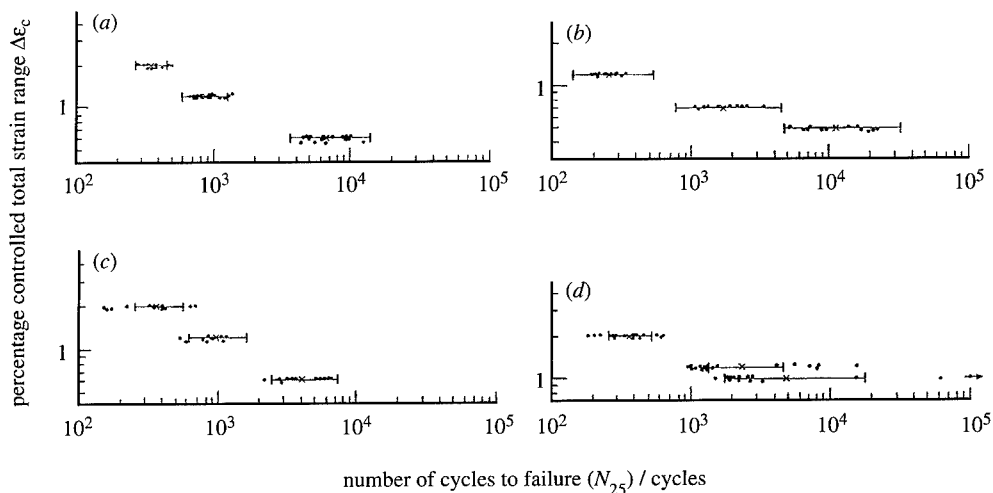 percentage controlled total strain range Δε_c
(a)
1
10^2 10^3 10^4 10^5
(b)
1
10^2 10^3 10^4 10^5
(c)
1
10^2 10^3 10^4 10^5
(d)
1
10^2 10^3 10^4 10^5
number of cycles to failure (N_25) / cycles